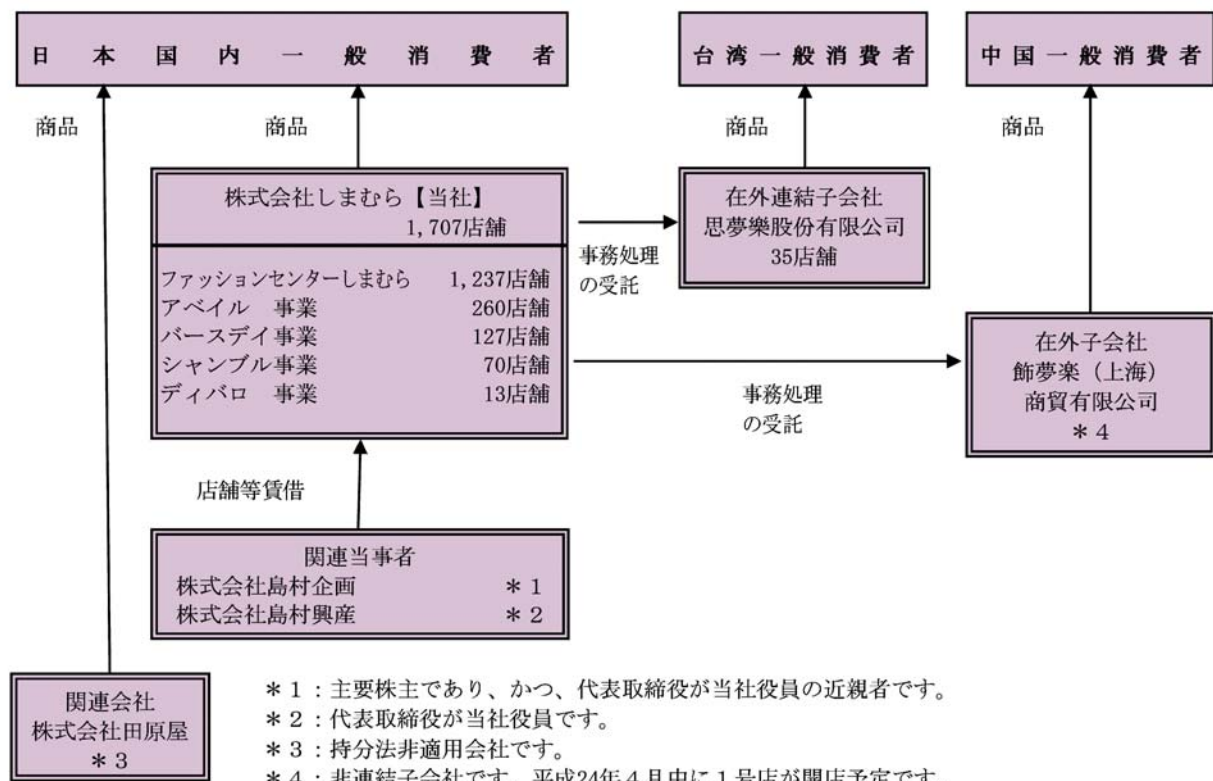 日本国内一般消費者
台湾一般消費者
中国一般消費者
商品
商品
商品
商品
株式会社しまむら【当社】
1,707店舗
ファッションセンターしまむら 1,237店舗
アベイル 事業 260店舗
バースデイ事業 127店舗
シャンブル事業 70店舗
ディバロ 事業 13店舗
事務処理
の受託
在外連結子会社
思夢樂股份有限公司
35店舗
事務処理
の受託
在外子会社
飾夢楽（上海）
商貿有限公司
＊４
店舗等賃借
関連当事者
株式会社島村企画 ＊１
株式会社島村興産 ＊２
関連会社
株式会社田原屋
＊３
＊１：主要株主であり、かつ、代表取締役が当社役員の近親者です。
＊２：代表取締役が当社役員です。
＊３：持分法非適用会社です。
＊４：非連結子会社です。平成24年４月中に１号店が開店予定です。